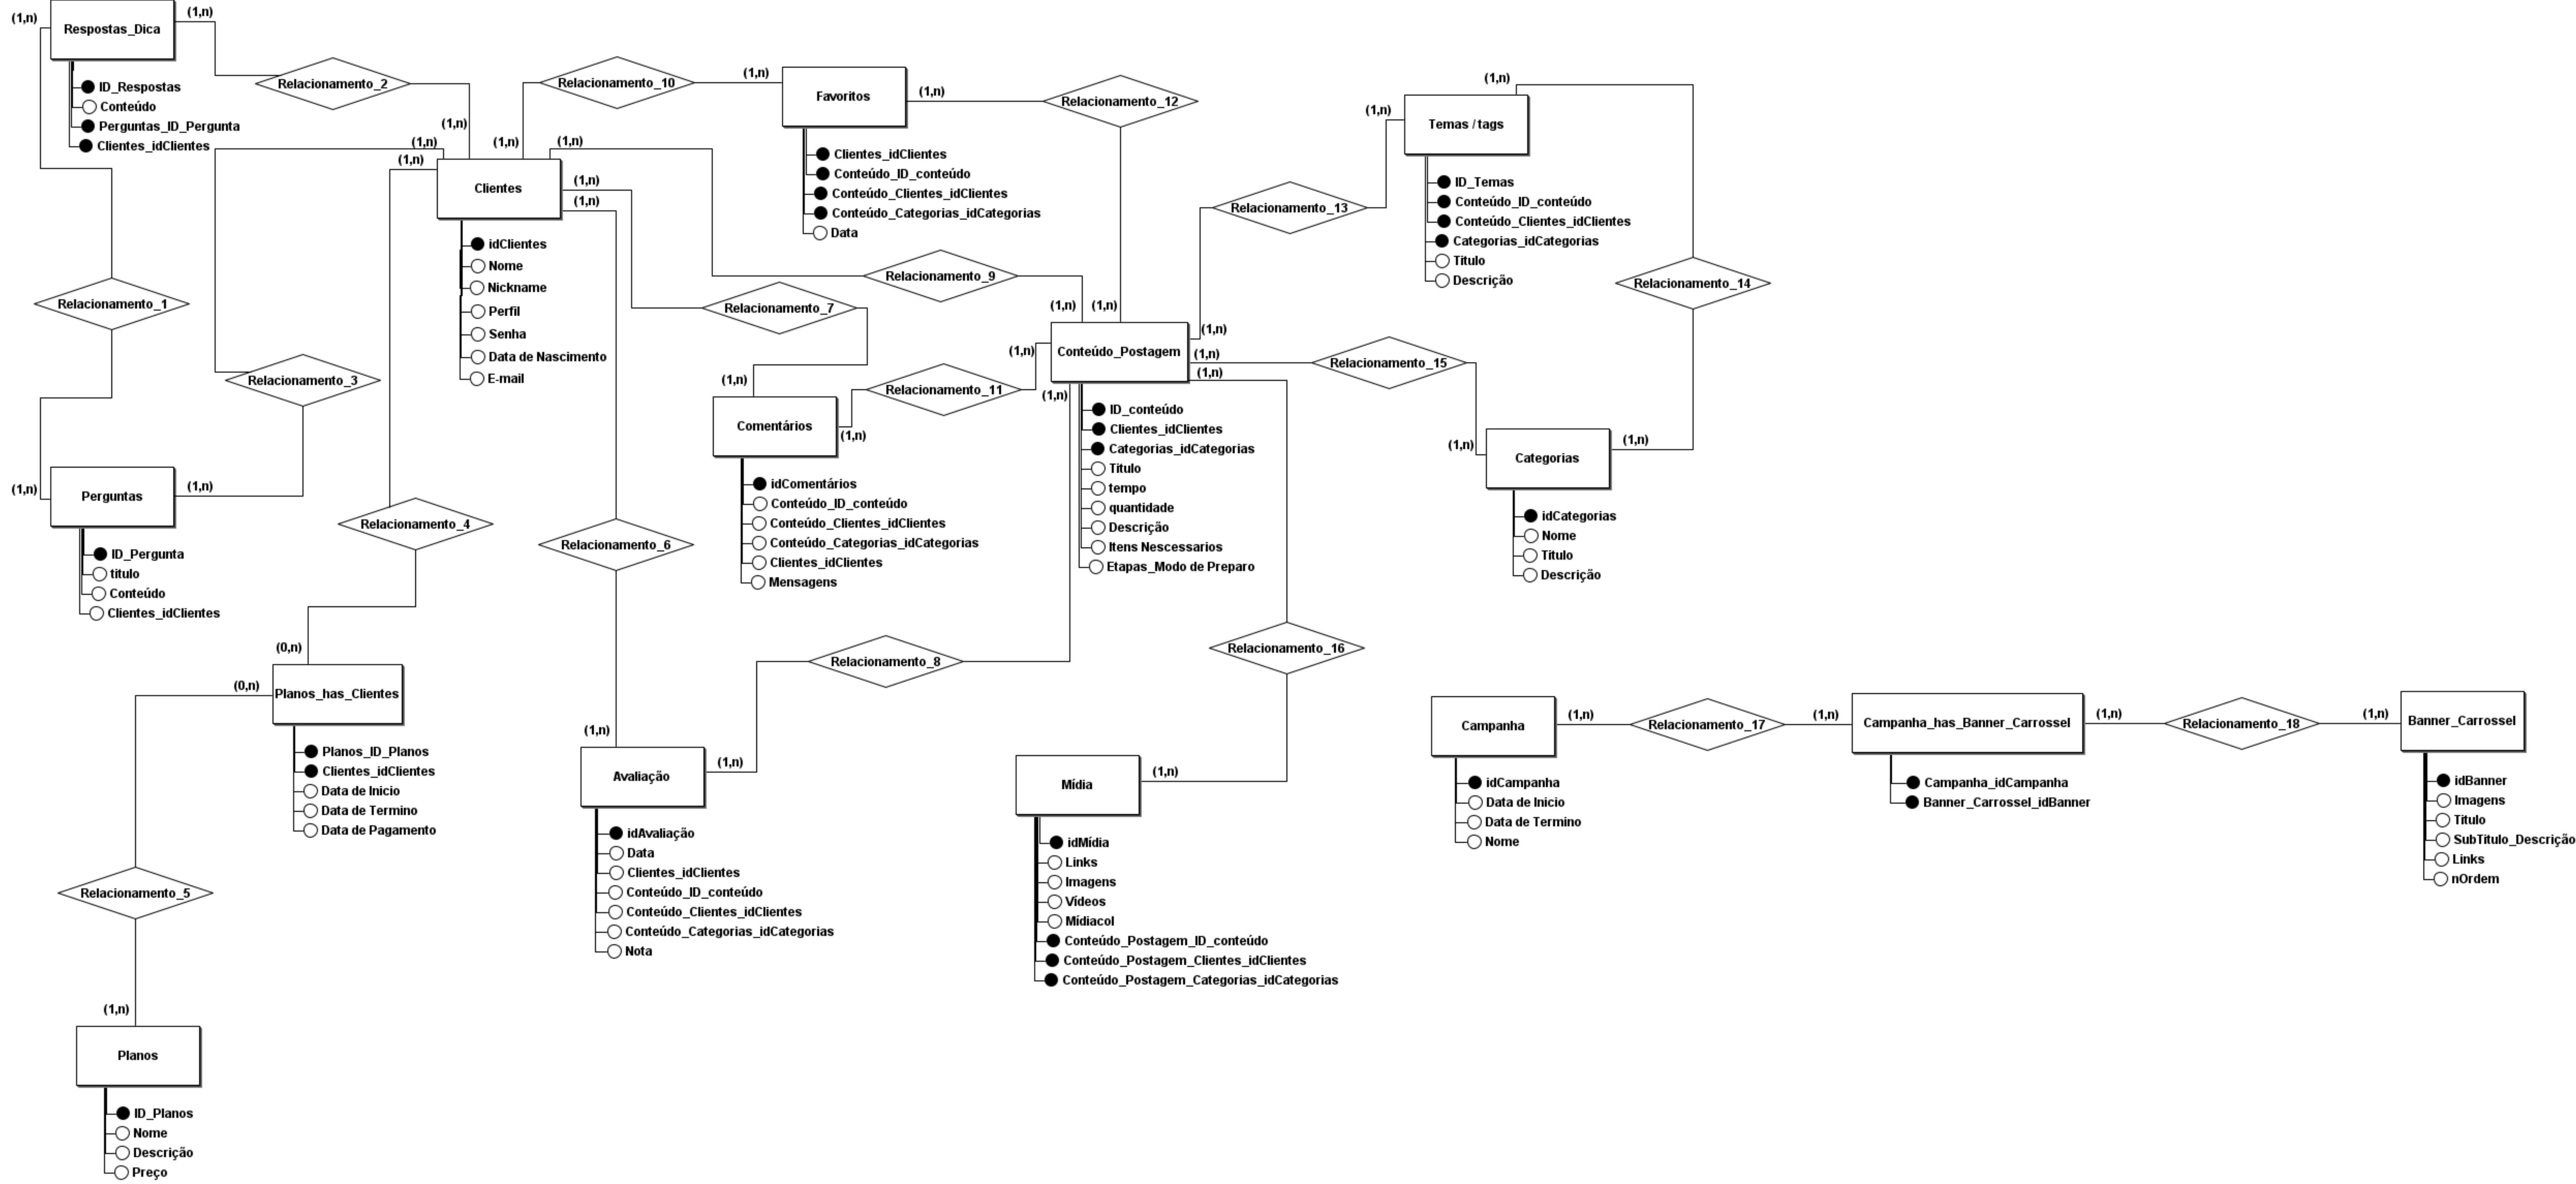 (1,n)
Respostas_Dica
(1,n)
ID_Respostas
Conteúdo
Perguntas_ID_Pergunta
Clientes_idClientes
Relacionamento_2
(1,n)
Relacionamento_1
(1,n)
Perguntas
(1,n)
ID_Pergunta
titulo
Conteúdo
Clientes_idClientes
Relacionamento_3
(1,n)
(1,n)
(1,n)
Clientes
(1,n)
(1,n)
(1,n)
idClientes
Nome
Nickname
Perfil
Senha
Data de Nascimento
E-mail
Relacionamento_4
(0,n)
(0,n)
Planos_has_Clientes
Planos_ID_Planos
Clientes_idClientes
Data de Inicio
Data de Termino
Data de Pagamento
Relacionamento_5
(1,n)
Planos
ID_Planos
Nome
Descrição
Preço
Relacionamento_10
(1,n)
Favoritos
(1,n)
Clientes_idClientes
Conteúdo_ID_conteúdo
Conteúdo_Clientes_idClientes
Conteúdo_Categorias_idCategorias
Data
Relacionamento_12
Relacionamento_9
Relacionamento_7
(1,n)
Comentários
(1,n)
idComentários
Conteúdo_ID_conteúdo
Conteúdo_Clientes_idClientes
Conteúdo_Categorias_idCategorias
Clientes_idClientes
Mensagens
Relacionamento_11
Relacionamento_6
(1,n)
Avaliação
(1,n)
idAvaliação
Data
Clientes_idClientes
Conteúdo_ID_conteúdo
Conteúdo_Clientes_idClientes
Conteúdo_Categorias_idCategorias
Nota
Relacionamento_8
(1,n)
(1,n)
(1,n)
(1,n)
Conteúdo_Postagem
(1,n)
(1,n)
(1,n)
ID_conteúdo
Clientes_idClientes
Categorias_idCategorias
Titulo
tempo
quantidade
Descrição
Itens Nescessarios
Etapas_Modo de Preparo
Relacionamento_13
(1,n)
(1,n)
Temas / tags
ID_Temas
Conteúdo_ID_conteúdo
Conteúdo_Clientes_idClientes
Categorias_idCategorias
Titulo
Descrição
Relacionamento_14
Relacionamento_15
(1,n)
Categorias
(1,n)
idCategorias
Nome
Titulo
Descrição
Relacionamento_16
Mídia
(1,n)
idMídia
Links
Imagens
Vídeos
Mídiacol
Conteúdo_Postagem_ID_conteúdo
Conteúdo_Postagem_Clientes_idClientes
Conteúdo_Postagem_Categorias_idCategorias
Campanha
(1,n)
idCampanha
Data de Inicio
Data de Termino
Nome
Relacionamento_17
(1,n)
Campanha_has_Banner_Carrossel
(1,n)
Campanha_idCampanha
Banner_Carrossel_idBanner
Relacionamento_18
(1,n)
Banner_Carrossel
idBanner
Imagens
Titulo
SubTitulo_Descrição
Links
nOrdem